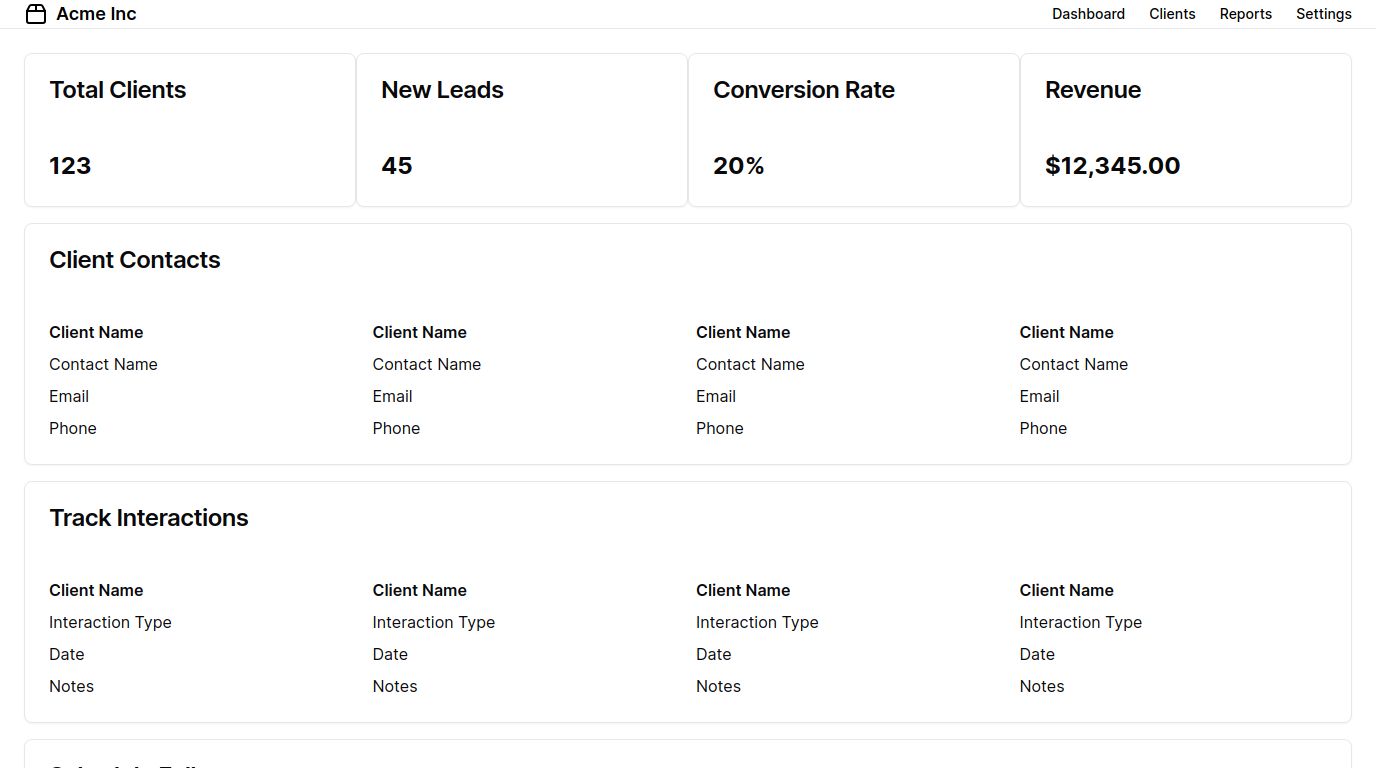 Acme Inc
Dashboard Clients Reports Settings
Total Clients
123
New Leads
45
Conversion Rate
20%
Revenue
$12,345.00
Client Contacts
Client Name Client Name Client Name Client Name
Contact Name Contact Name Contact Name Contact Name
Email Email Email Email
Phone Phone Phone Phone
Track Interactions
Client Name Client Name Client Name Client Name
Interaction Type Interaction Type Interaction Type Interaction Type
Date Date Date Date
Notes Notes Notes Notes